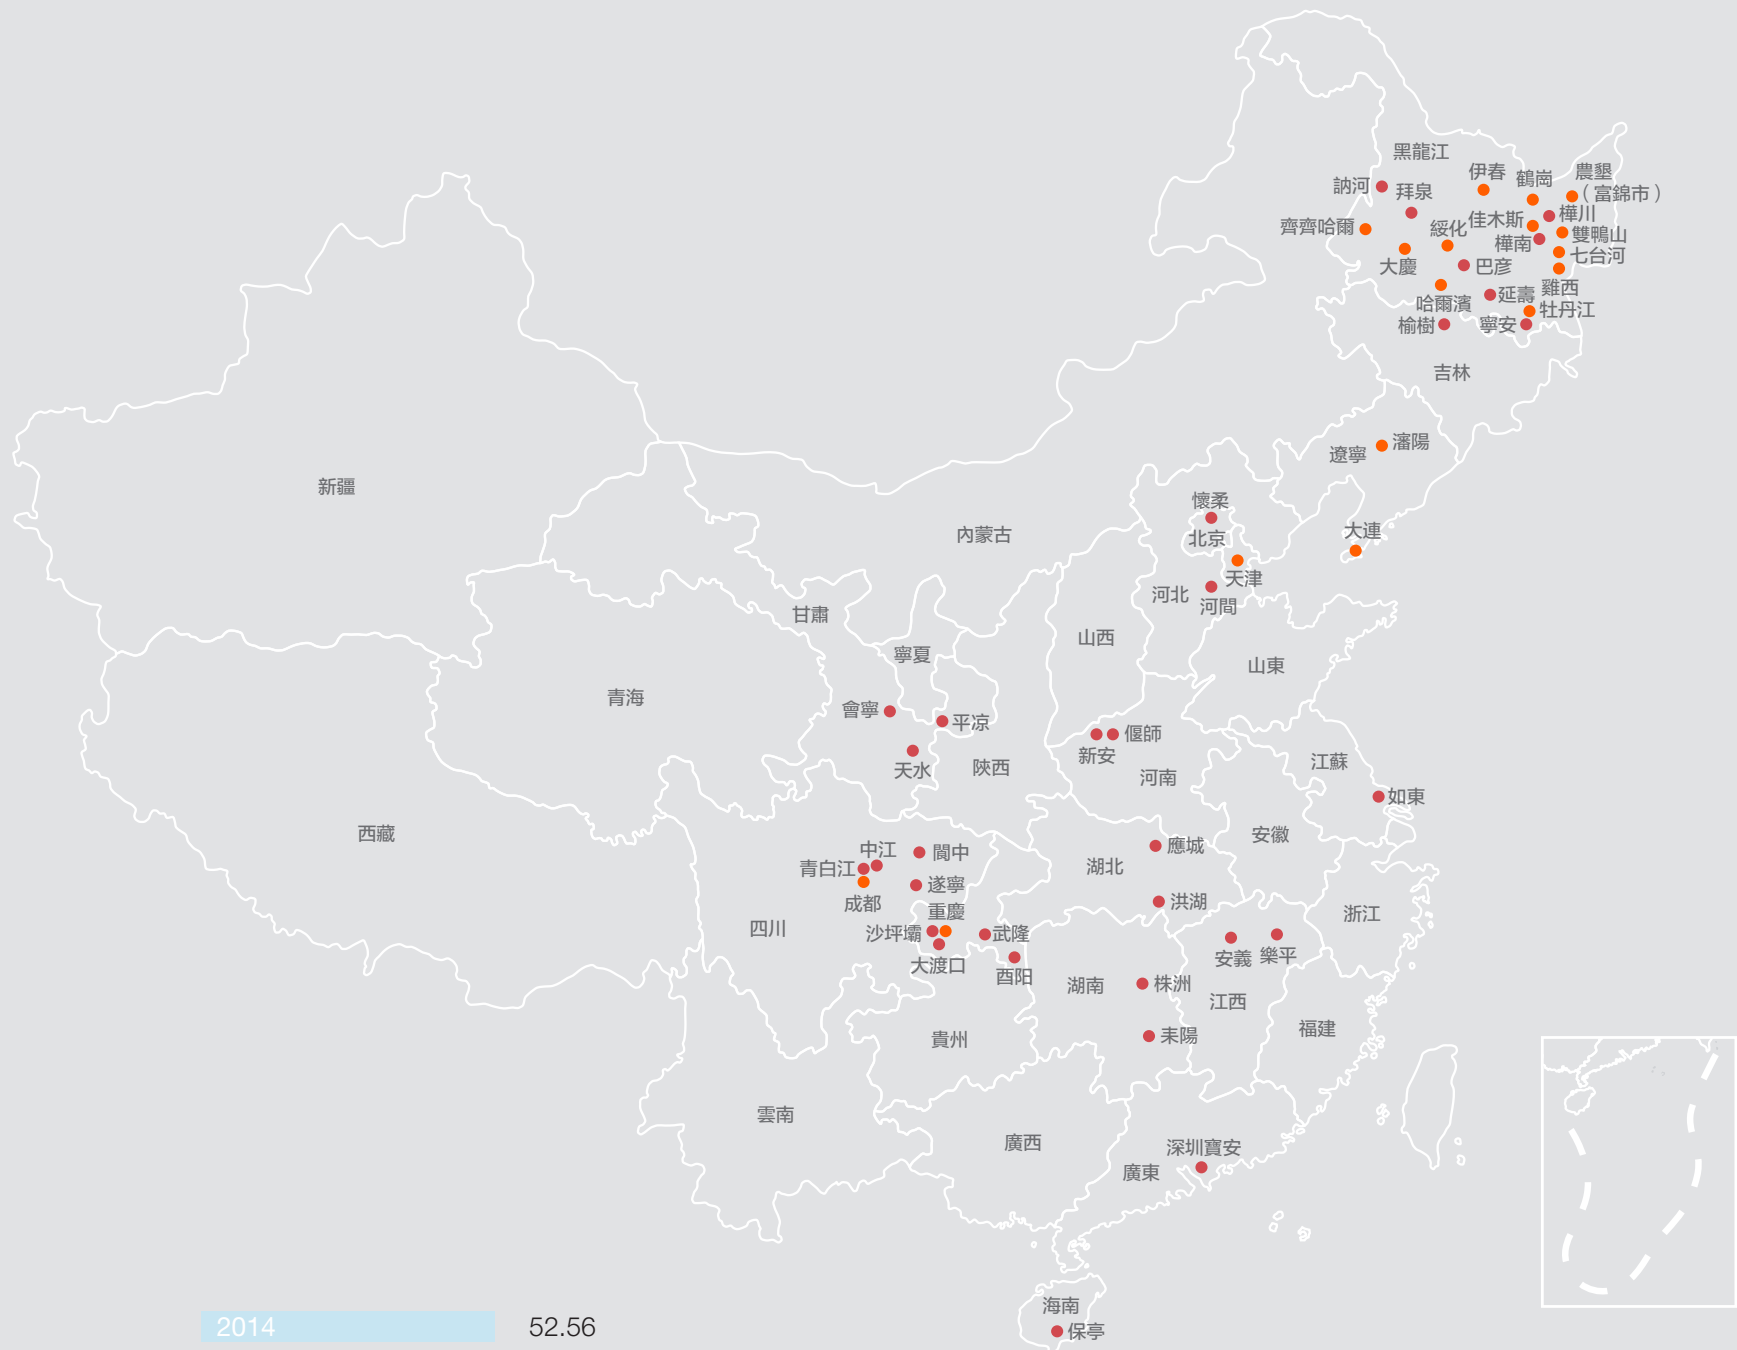 黑龍江
伊春
鶴崗
農墾
（富錦市）
訥河
拜泉
齊齊哈爾
綏化
佳木斯
樺川
樺南
雙鴨山
大慶
巴彥
七台河
哈爾濱
延壽
雞西
牡丹江
榆樹
寧安
吉林
瀋陽
遼寧
新疆
懷柔
北京
大連
內蒙古
天津
河北
河間
甘肅
山西
寧夏
山東
青海
會寧
平凉
偃師
新安
天水
陝西
河南
江蘇
如東
西藏
安徽
中江
閬中
應城
青白江
湖北
遂寧
成都
重慶
洪湖
浙江
四川
沙坪壩
武隆
大渡口
酉阳
安義
樂平
湖南
株洲
江西
貴州
耒陽
福建
雲南
廣西
深圳寶安
廣東
海南
保亭
2014 52.56